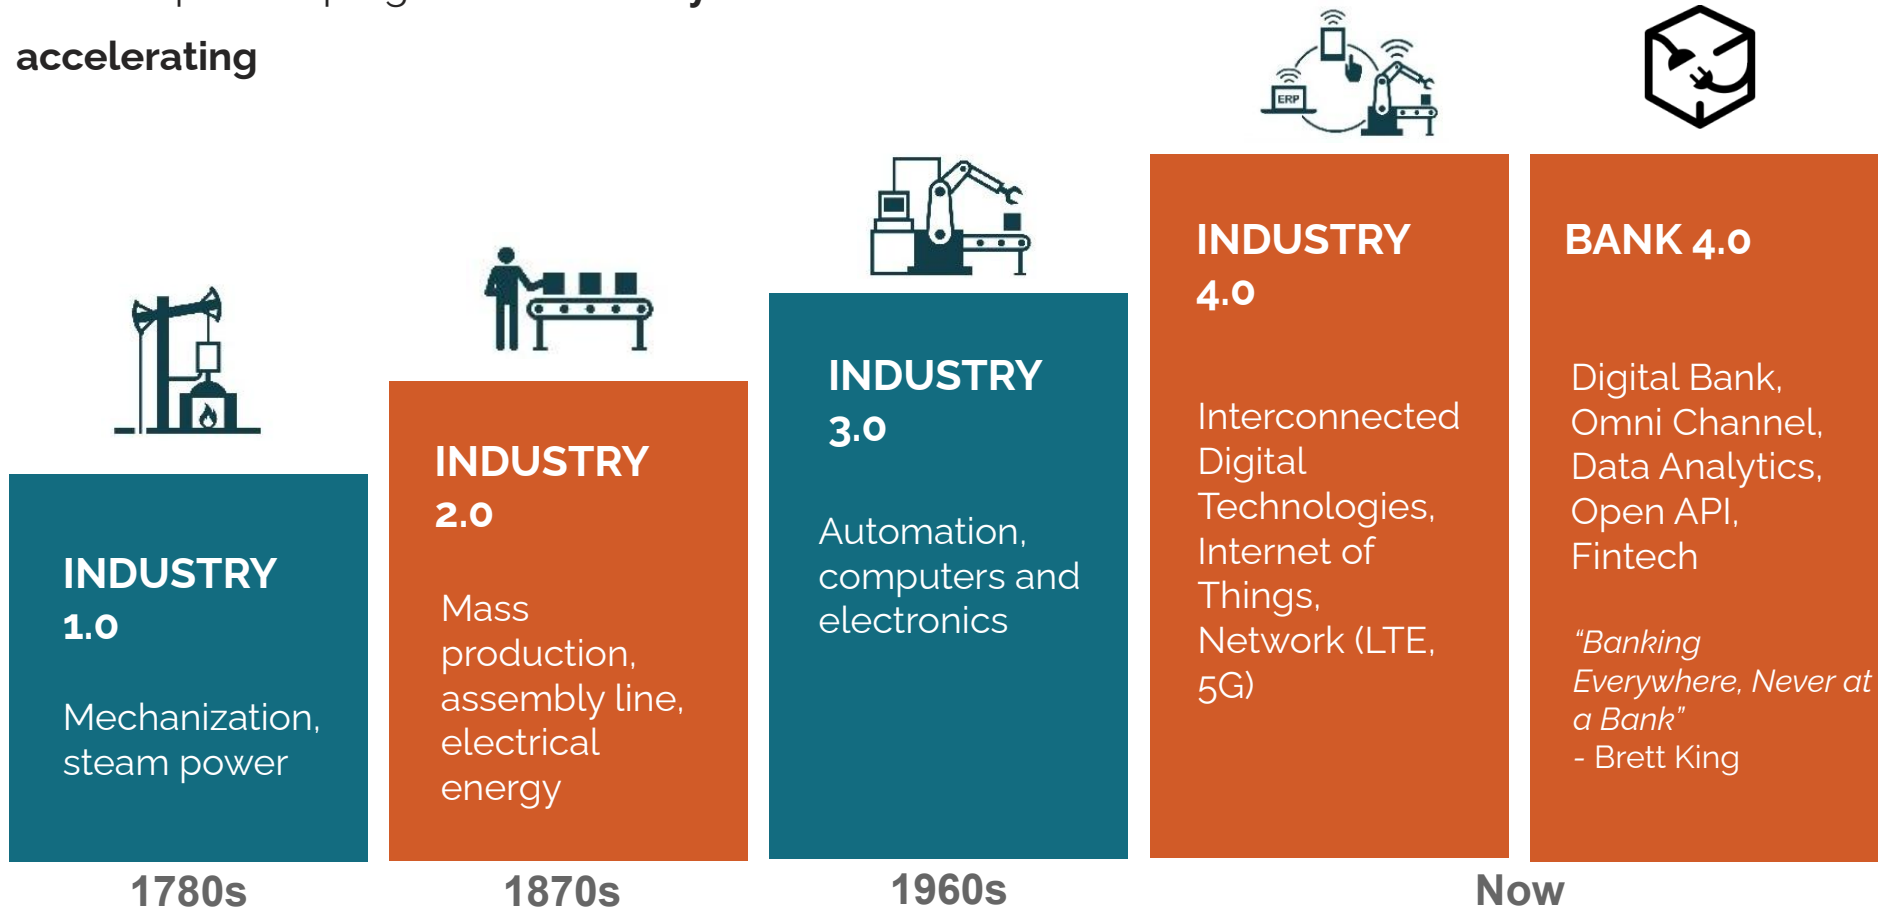 accelerating
ERP
INDUSTRY
1.0
Mechanization,
steam power
1780s
INDUSTRY
2.0
Mass
production,
assembly line,
electrical
energy
1870s
INDUSTRY
3.0
Automation,
computers and
electronics
1960s
INDUSTRY
4.0
Interconnected
Digital
Technologies,
Internet of
Things,
Network (LTE,
5G)
BANK 4.0
Digital Bank,
Omni Channel,
Data Analytics,
Open API,
Fintech
“Banking
Everywhere, Never at
a Bank”
- Brett King
Now